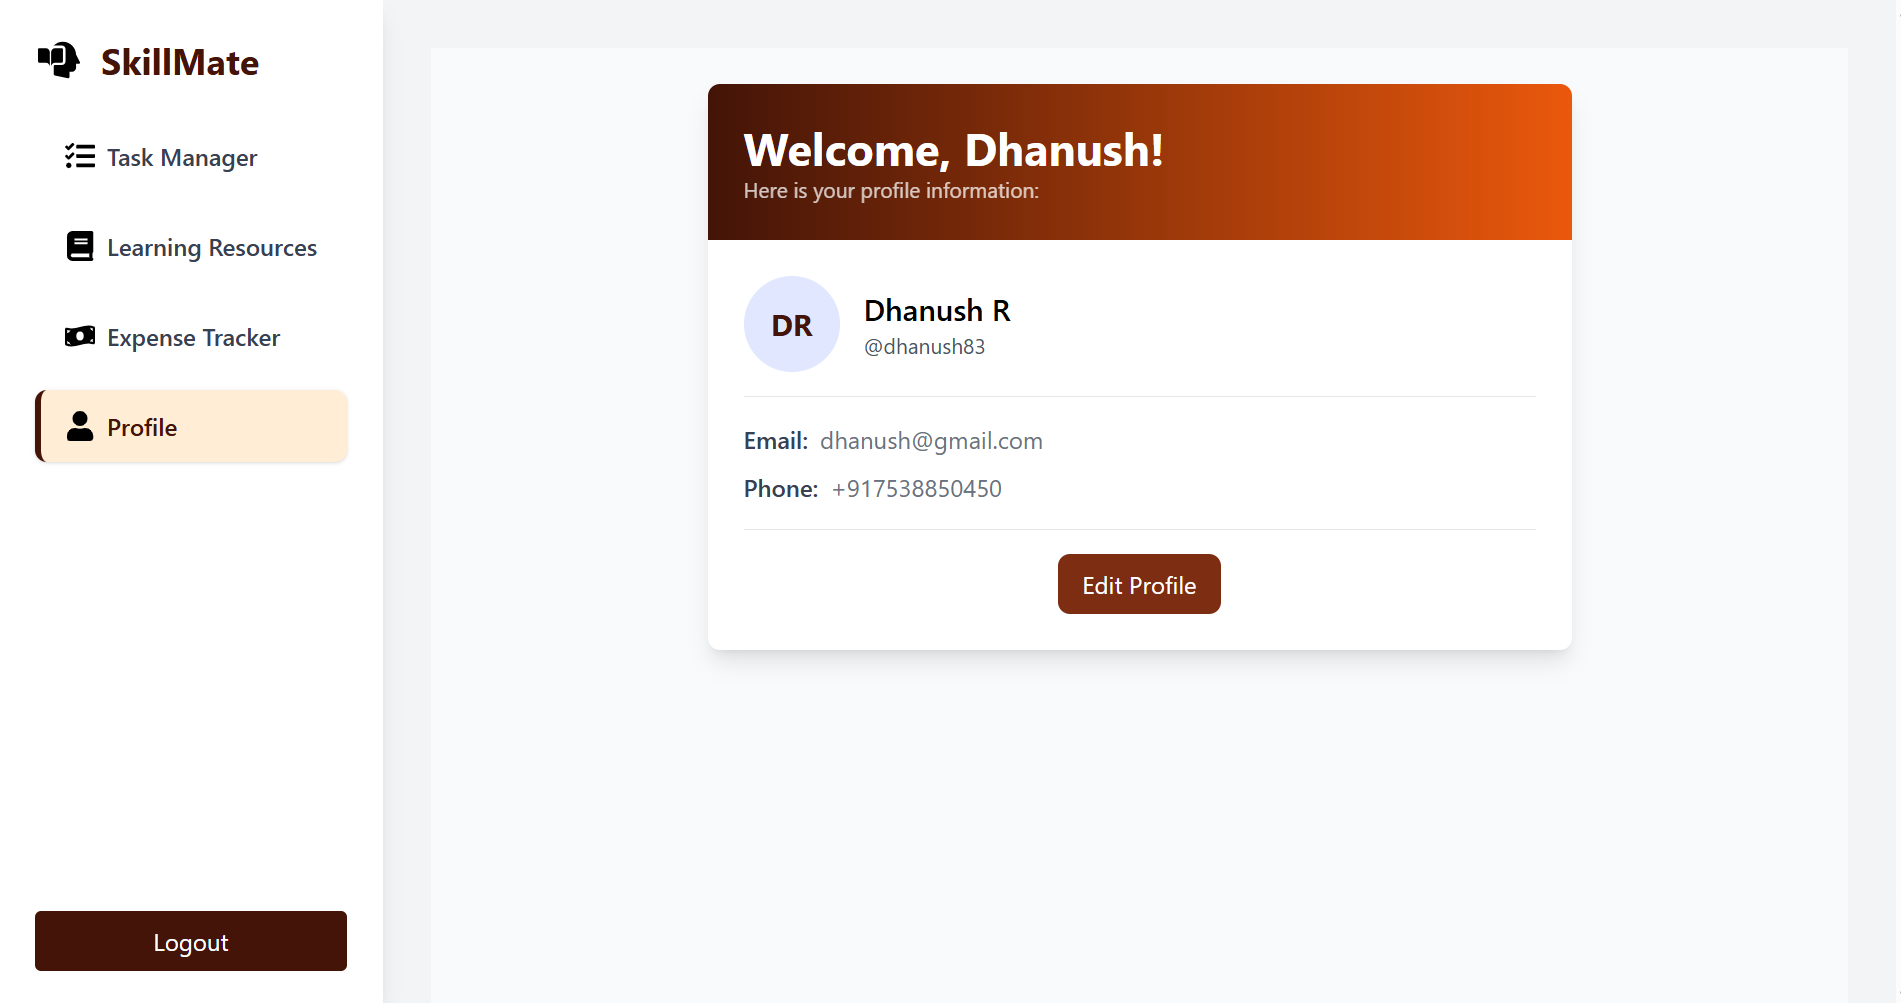 SkillMate
Task Manager
Learning Resources
Expense Tracker
Profile
Logout
Welcome, Dhanush!
Here is your profile information:
DR
Dhanush R
@dhanush83
Email: dhanush@gmail.com
Phone: +917538850450
Edit Profile